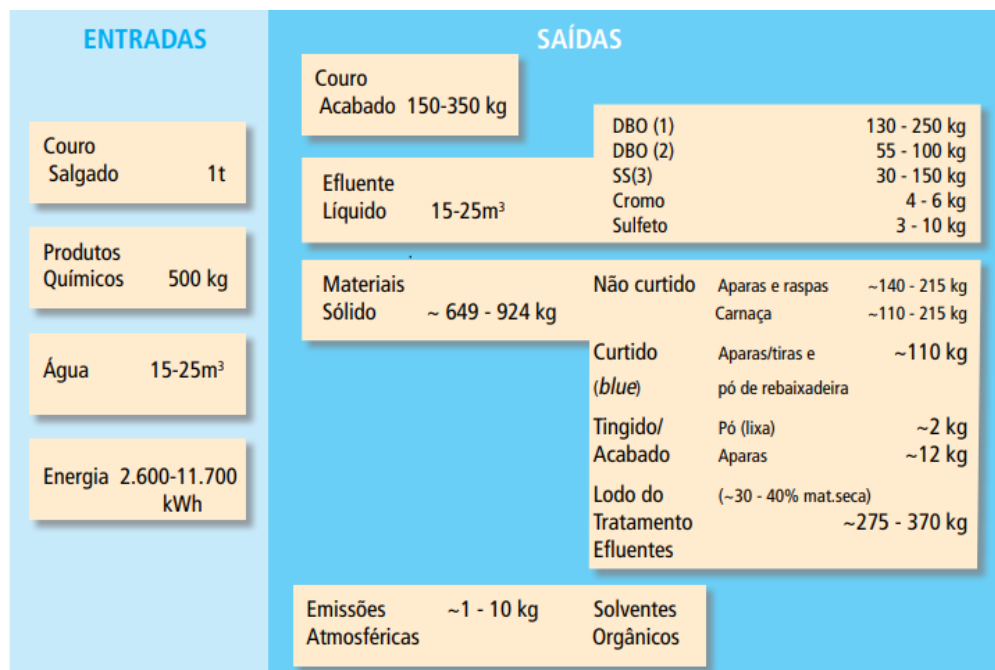 ENTRADAS
SAÍDAS
Couro
Salgado 1t
Produtos
Químicos 500 kg
Água 15-25m³
Energia 2.600-11.700
kWh
Couro
Acabado 150-350 kg
Efluente
Líquido 15-25m³
DBO (1) 130 - 250 kg
DBO (2) 55 - 100 kg
SS(3) 30 - 150 kg
Cromo 4 - 6 kg
Sulfeto 3 - 10 kg
Materiais
Sólido ~ 649 - 924 kg
Não curtido Aparas e raspas ~140 - 215 kg
Carnaça ~110 - 215 kg
Curtido Aparas/tiras e ~110 kg
(blue) pó de rebaixadeira
Tingido/ Pó (lixa) ~2 kg
Acabado Aparas ~12 kg
Lodo do (~30 - 40% mat.seca)
Tratamento ~275 - 370 kg
Efluentes
Emissões ~1 - 10 kg Solventes
Atmosféricas Orgânicos